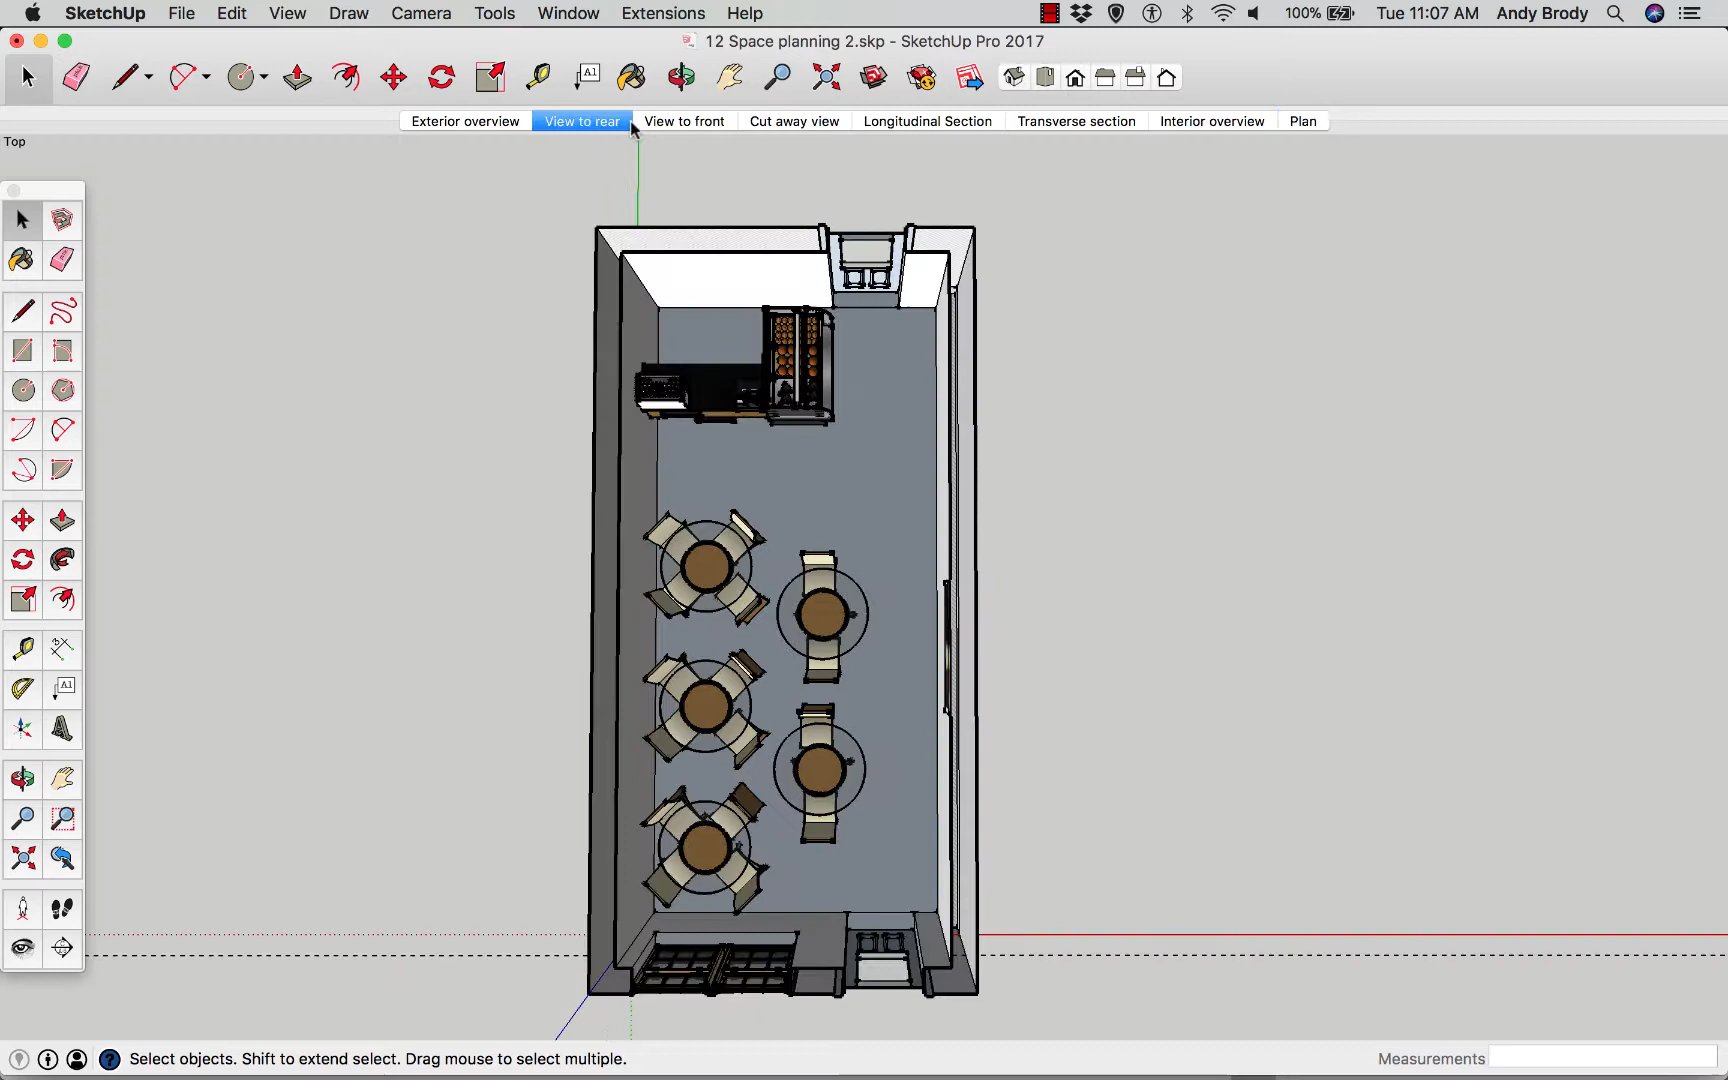 SketchUp File Edit View Draw Camera Tools Window Extensions Help 100% Tue 11:07 AM Andy Brody
12 Space planning 2.skp - SketchUp Pro 2017
A1
Exterior overview View to rear View to front Cut away view Longitudinal Section Transverse section Interior overview Plan
Top
A1
Select objects. Shift to extend select. Drag mouse to select multiple. Measurements